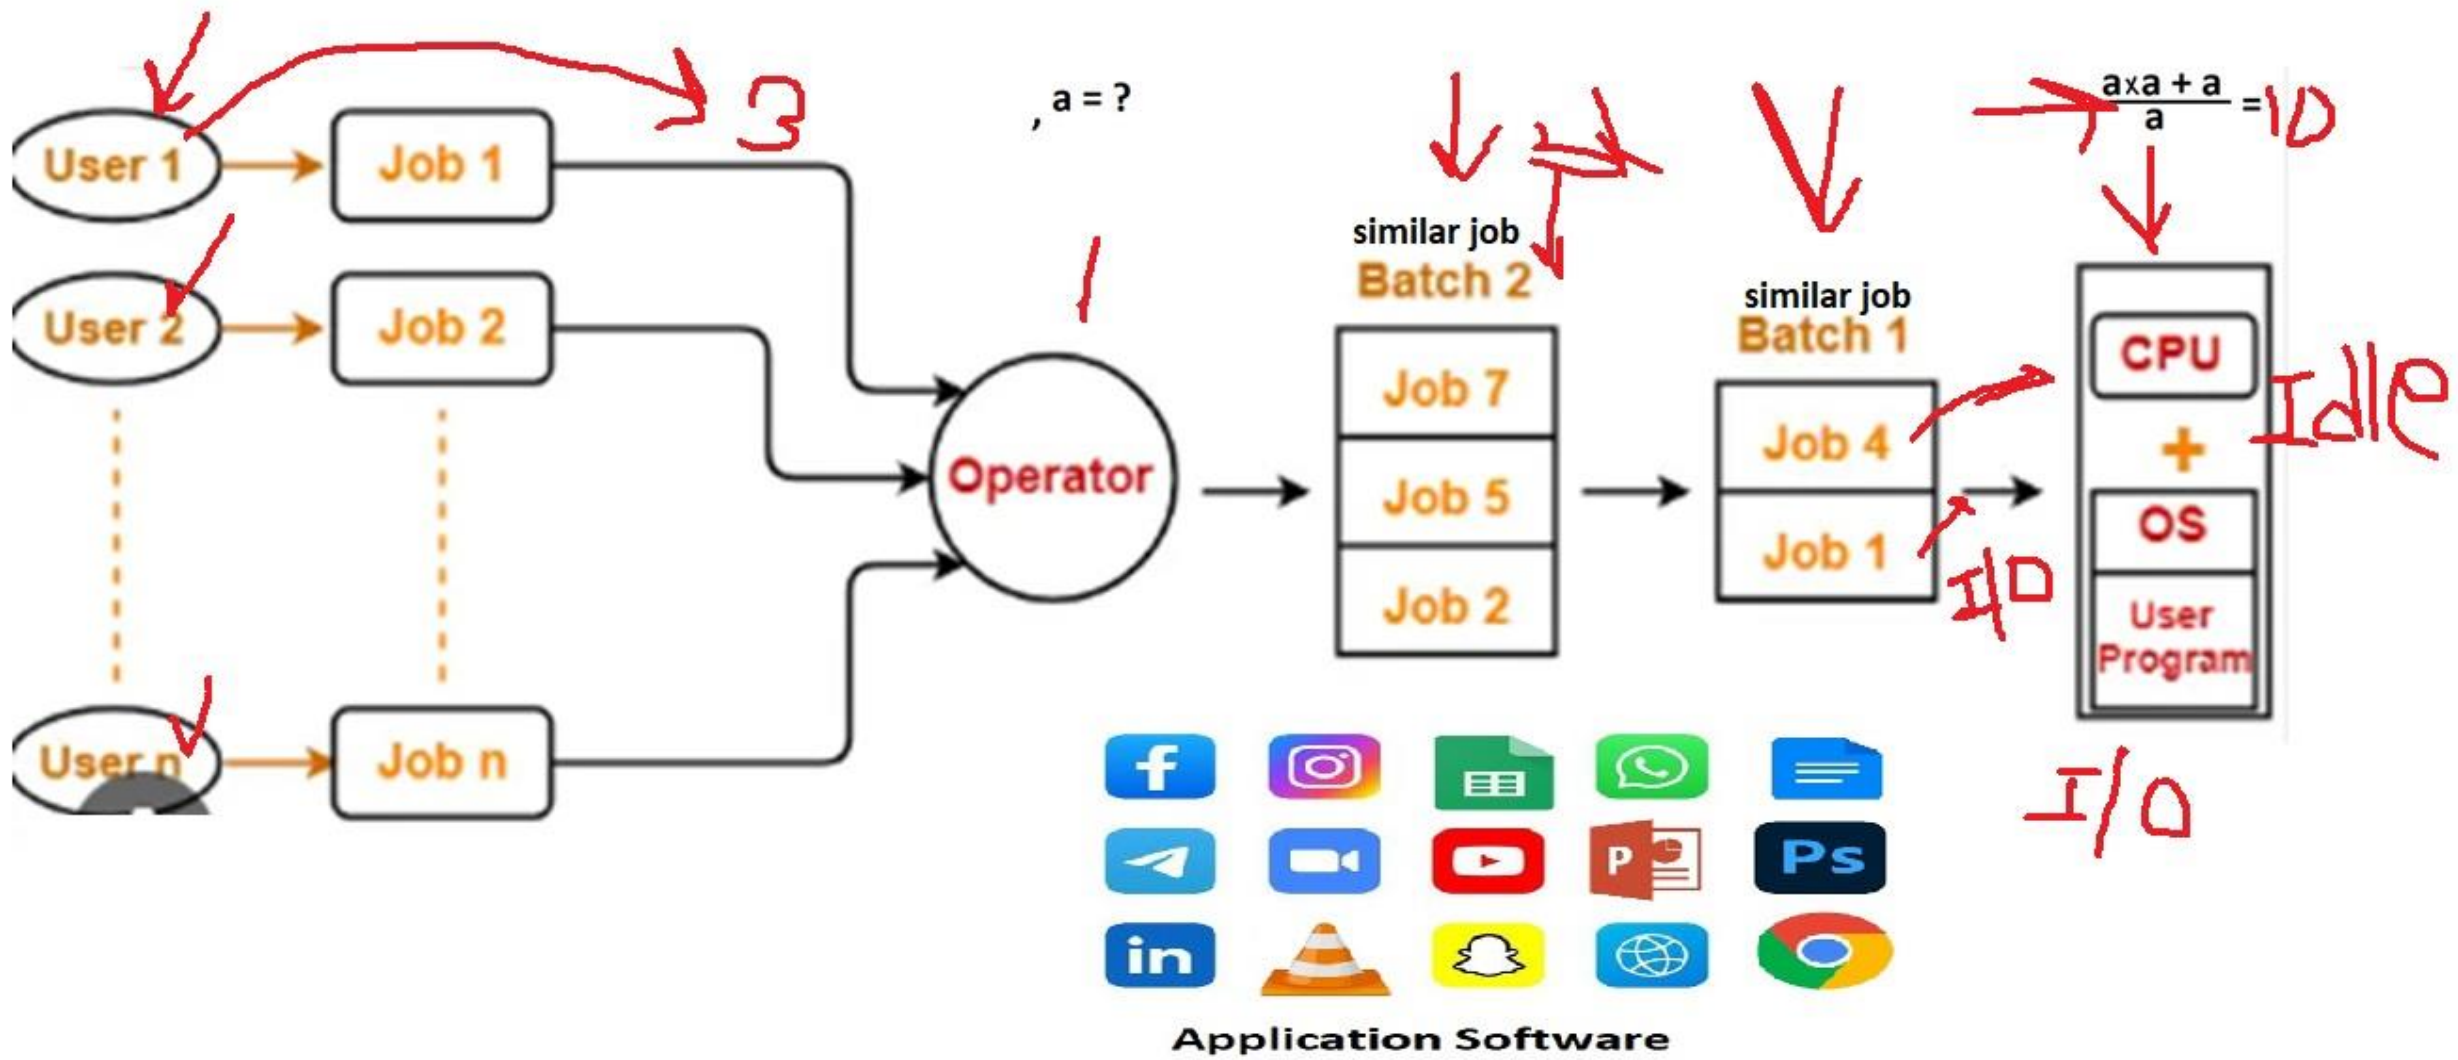 User 1
Job 1
3
, a = ?
axa + a
a
=10
User 2
Job 2
1
similar job
Batch 2
Job 7
Job 5
Job 2
similar job
Batch 1
Job 4
Job 1
I/O
CPU
+
OS
User
Program
Idle
Operator
User n
Job n
I/O
f
P
Ps
in
Application Software